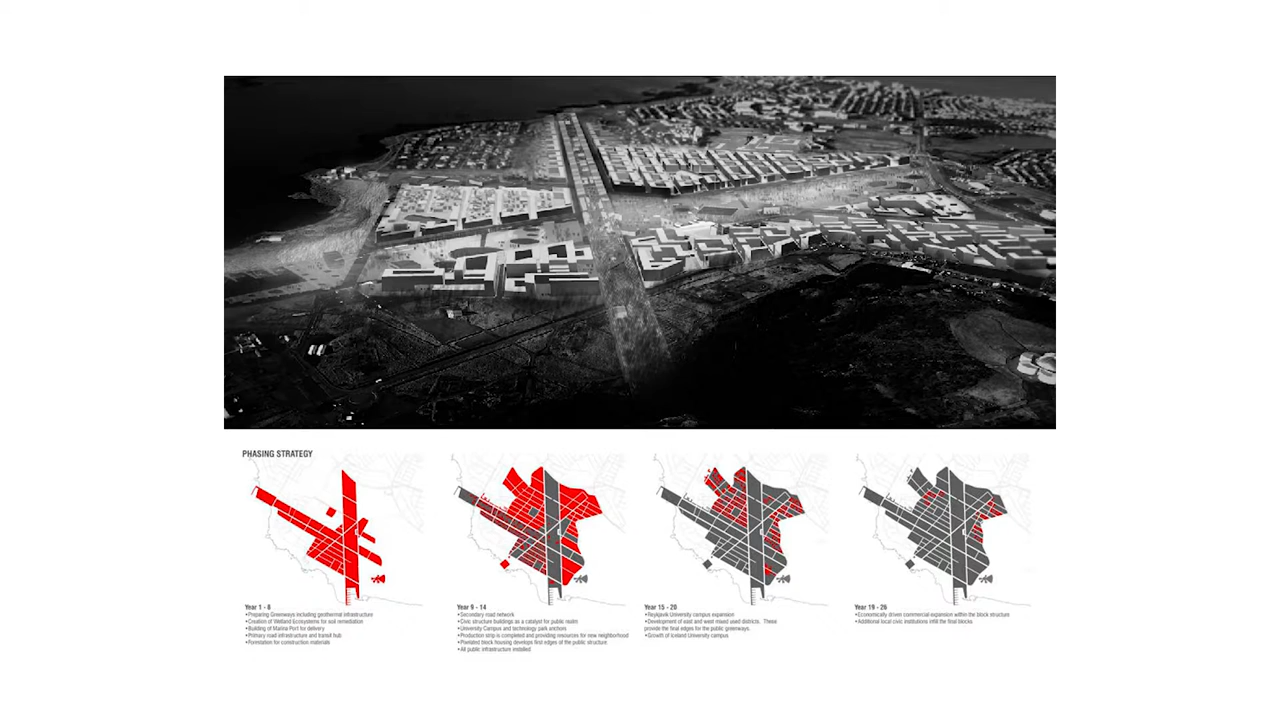 PHASING STRATEGY
Year 1 - 8
•Preparing Greenways including geothermal infrastructure
•Creation of Wetland Ecosystems for soil remediation
•Building of Marina Port for delivery
•Primary road infrastructure and transit hub
•Forrestation for construction materials
Year 9 - 14
•Secondary road network
•Civic structure buildings as a catalyst for public realm
•University Campus and technology park anchors
•Production strip is completed and providing resources for new neighborhood
•Pixelated block housing develops first edges of the public structure.
•All public infrastructure installed
Year 15 - 20
•Reykjavik University campus expansion
•Development of east and west mixed used districts. These
provide the final edges for the public greenways.
•Growth of Iceland University campus
Year 19 - 26
•Economically driven commercial expansion within the block structure
•Additional local civic institutions infill the final blocks